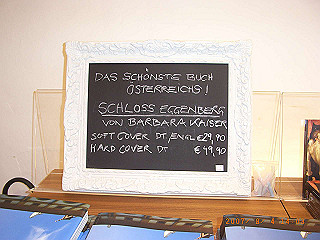 DAS SCHÖNSTE BUCH
ÖSTERREICHS!
SCHLOSS EGGENBERG
VON BARBARA KAISER
SOFT COVER DT./ENGL €29,90
HARD COVER DT €49,90